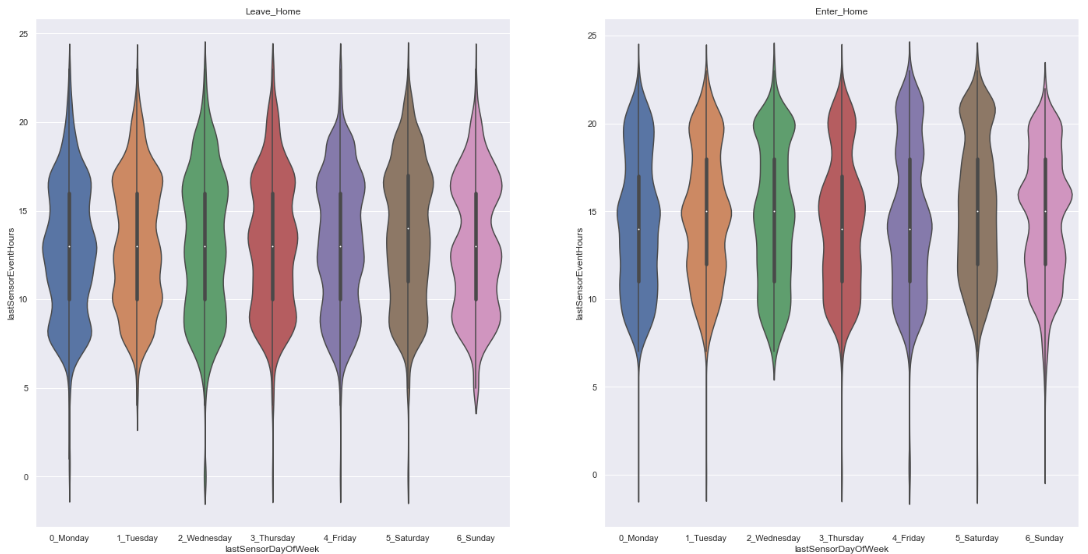 Leave_Home
25
20
15
10
5
0
lastSensorEventHours
0_Monday 1_Tuesday 2_Wednesday 3_Thursday 4_Friday 5_Saturday 6_Sunday
lastSensorDayOfWeek
Enter_Home
25
20
15
10
5
0
lastSensorEventHours
0_Monday 1_Tuesday 2_Wednesday 3_Thursday 4_Friday 5_Saturday 6_Sunday
lastSensorDayOfWeek